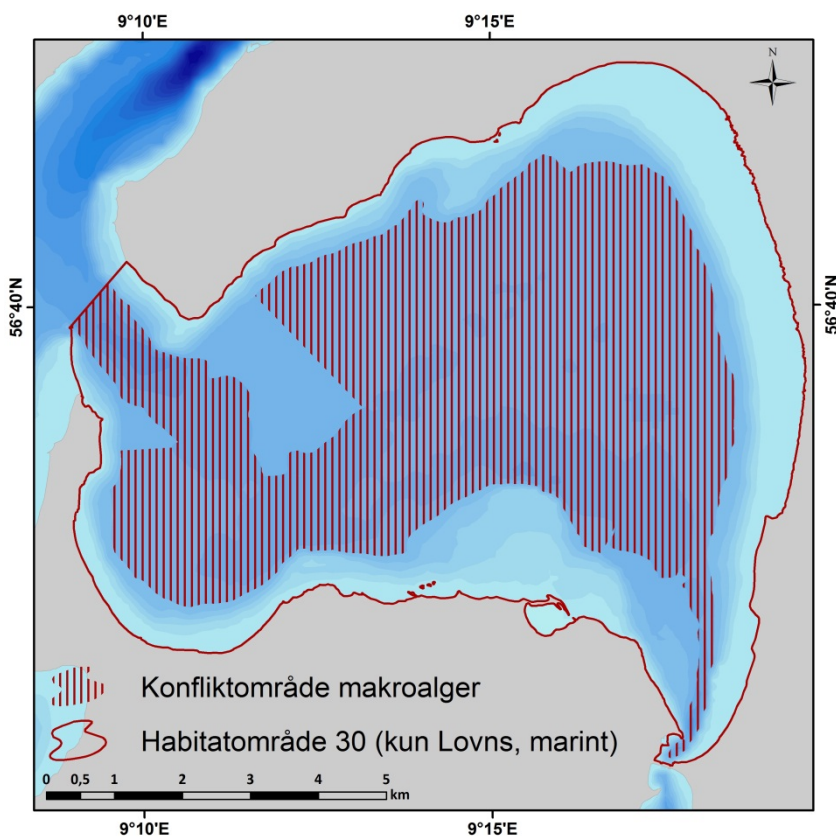 9°10'E 9°15'E
N
56°40'N 56°40'N
Konfliktområde makroalger
Habitatområde 30 (kun Lovns, marint)
0 0,5 1 2 3 4 5
km
9°10'E 9°15'E